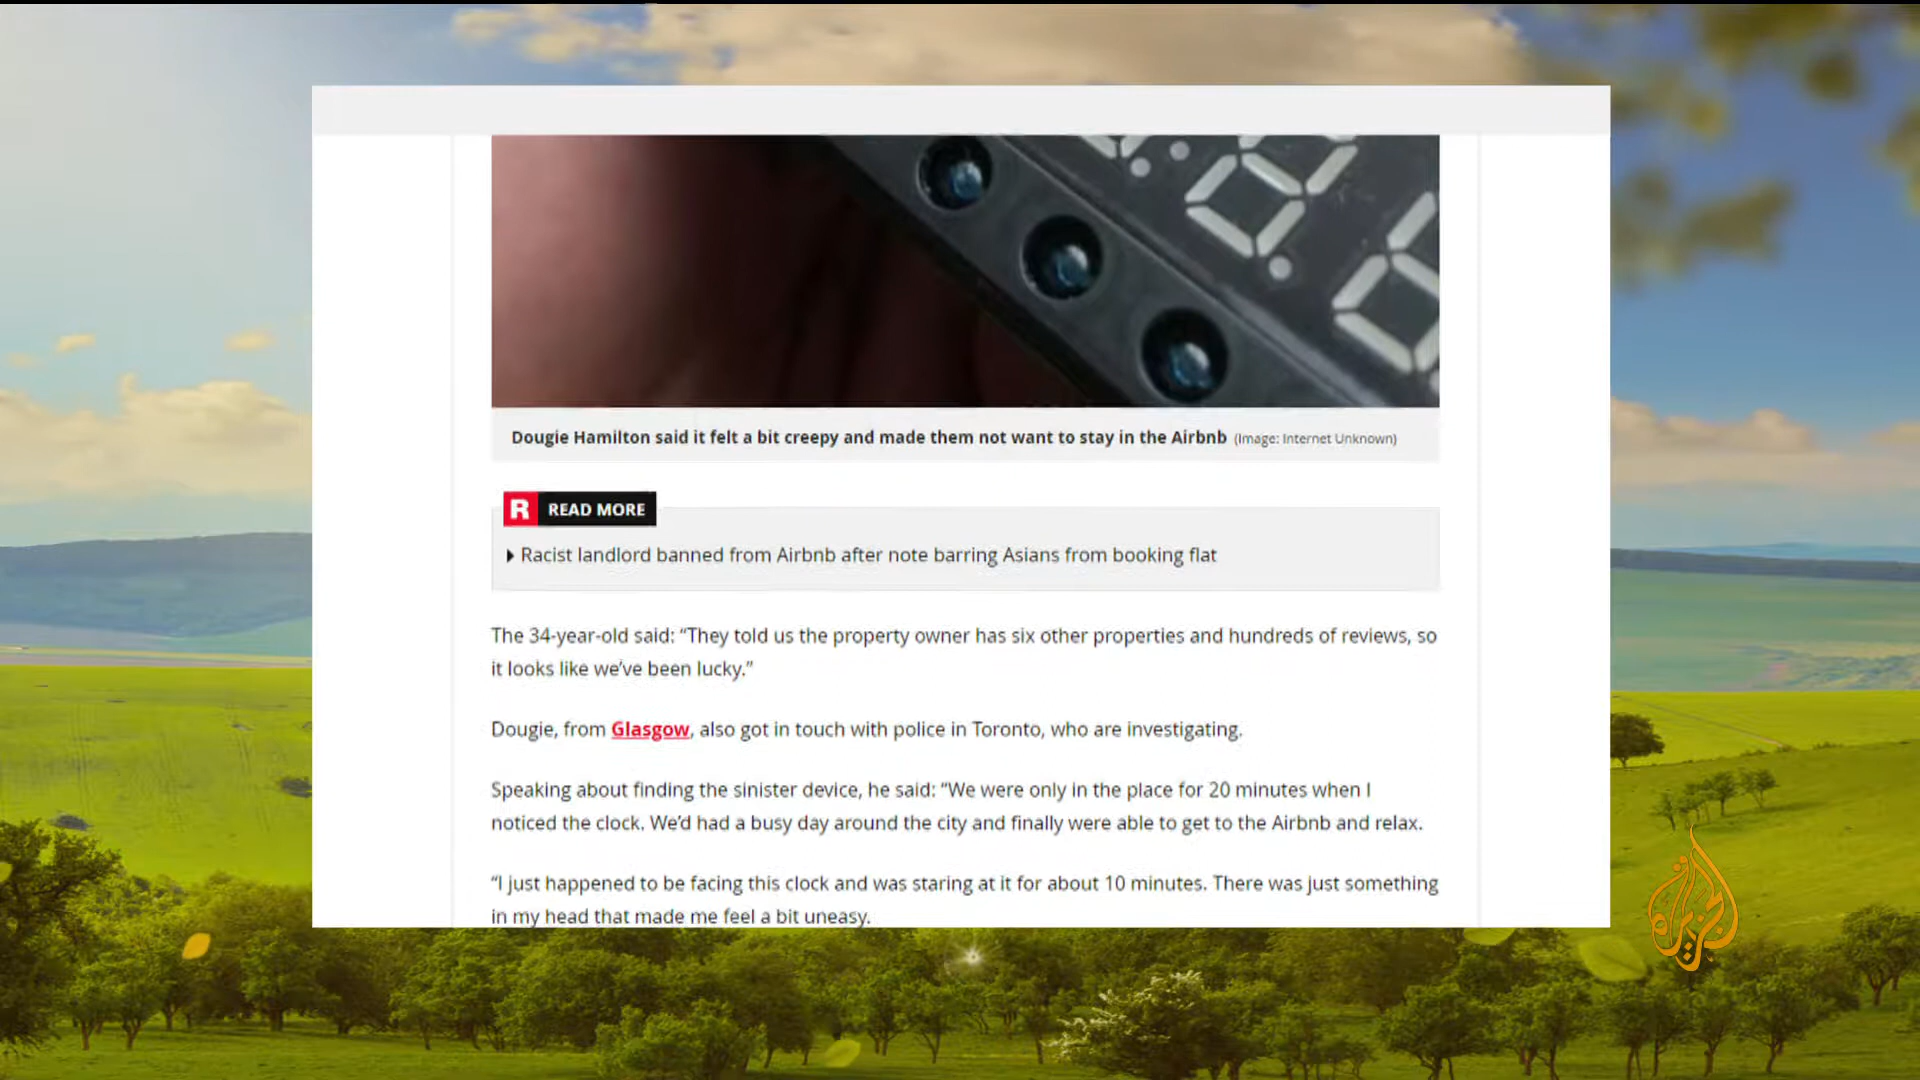 Dougie Hamilton said it felt a bit creepy and made them not want to stay in the Airbnb (Image: Internet Unknown)
R READ MORE
Racist landlord banned from Airbnb after note barring Asians from booking flat
The 34-year-old said: “They told us the property owner has six other properties and hundreds of reviews, so
it looks like we’ve been lucky.”
Dougie, from Glasgow, also got in touch with police in Toronto, who are investigating.
Speaking about finding the sinister device, he said: “We were only in the place for 20 minutes when I
noticed the clock. We’d had a busy day around the city and finally were able to get to the Airbnb and relax.
“I just happened to be facing this clock and was staring at it for about 10 minutes. There was just something
in my head that made me feel a bit uneasy.
الجزيرة